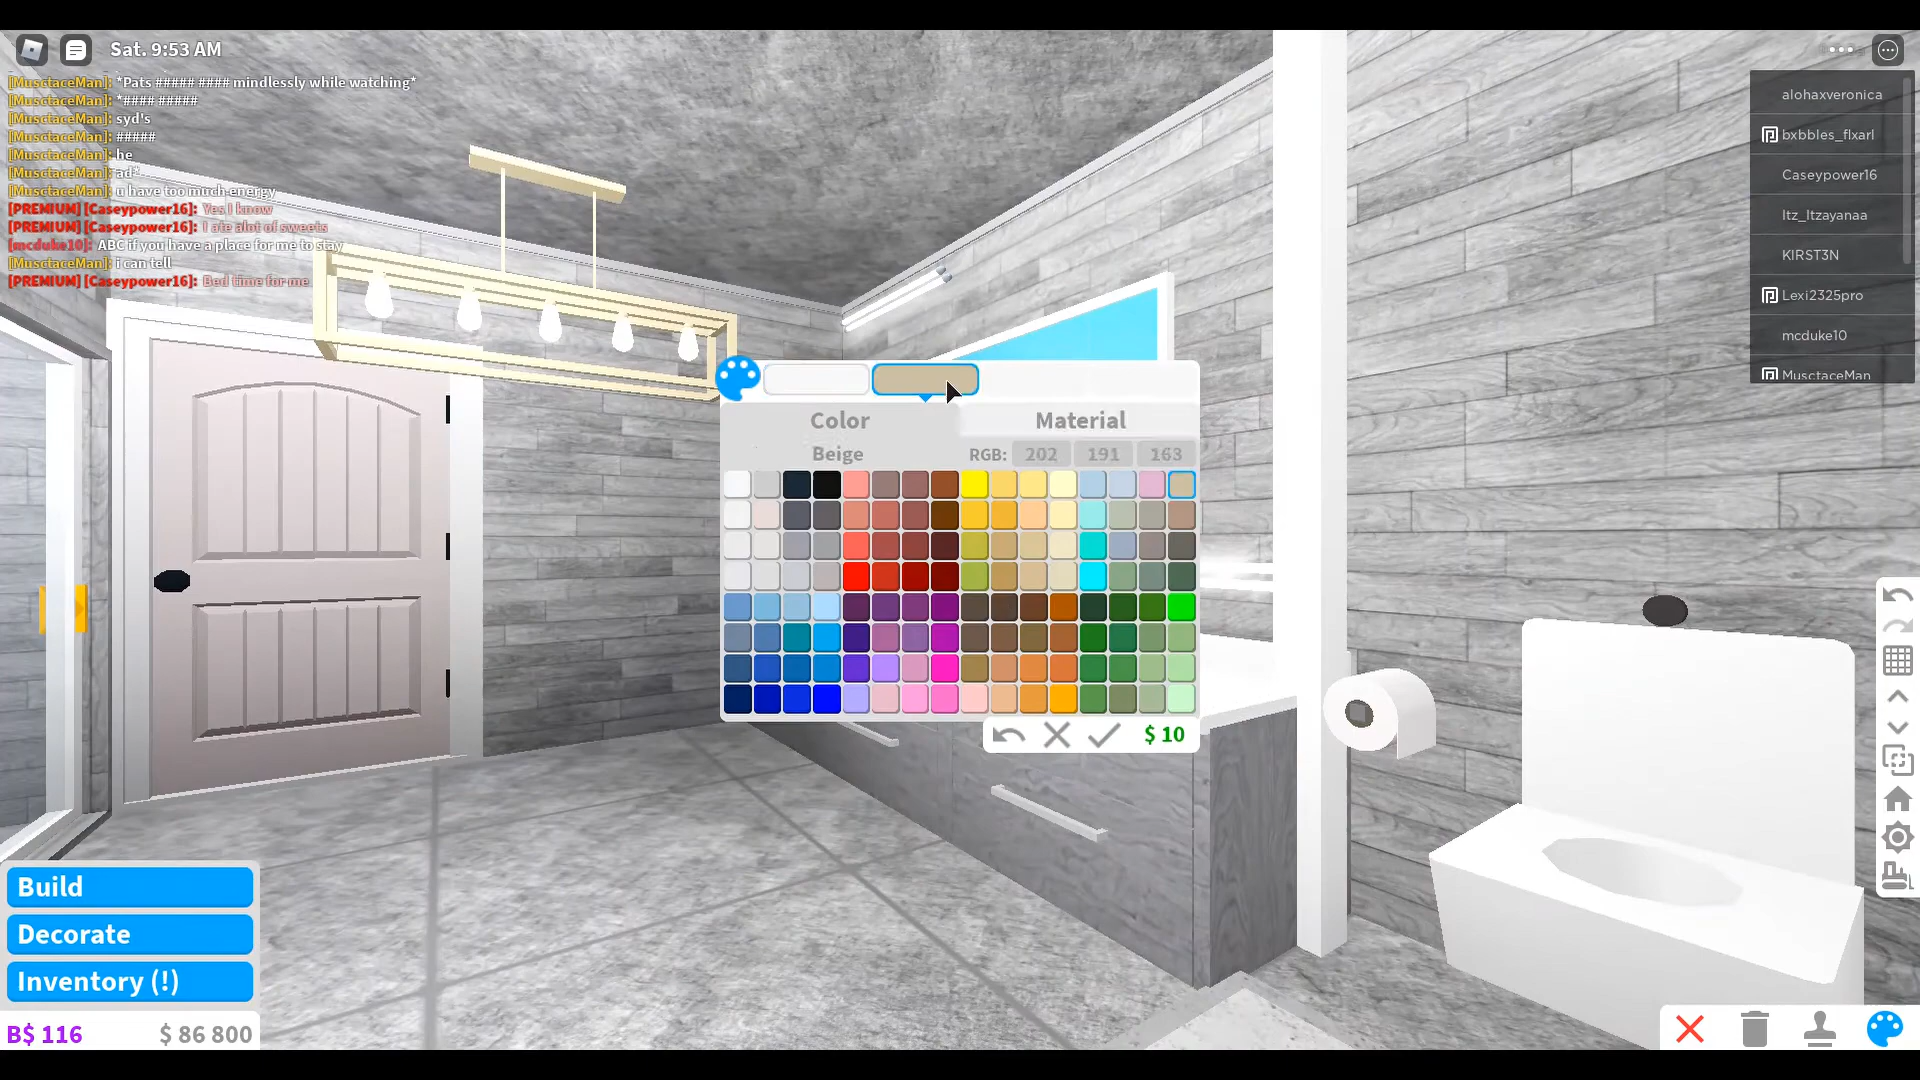 Sat. 9:53 AM
[MusctaceMan]: *Pats ##### #### mindlessly while watching*
[MusctaceMan]: *#### #####
[MusctaceMan]: syd's
[MusctaceMan]: #####
[MusctaceMan]: he
[MusctaceMan]: ad*
[MusctaceMan]: u have too much energy
[PREMIUM] [Caseypower16]: Yes I know
[PREMIUM] [Caseypower16]: I ate alot of sweets
[mcduke10]: ABC if you have a place for me to stay
[MusctaceMan]: i can tell
[PREMIUM] [Caseypower16]: Bed time for me
alohaxveronica
bxbbles_flxarl
Caseypower16
Itz_Itzayanaa
KIRST3N
Lexi2325pro
mcduke10
MusctaceMan
Color
Material
Beige
RGB: 202 191 163
$ 10
Build
Decorate
Inventory (!)
B$ 116
$ 86 800